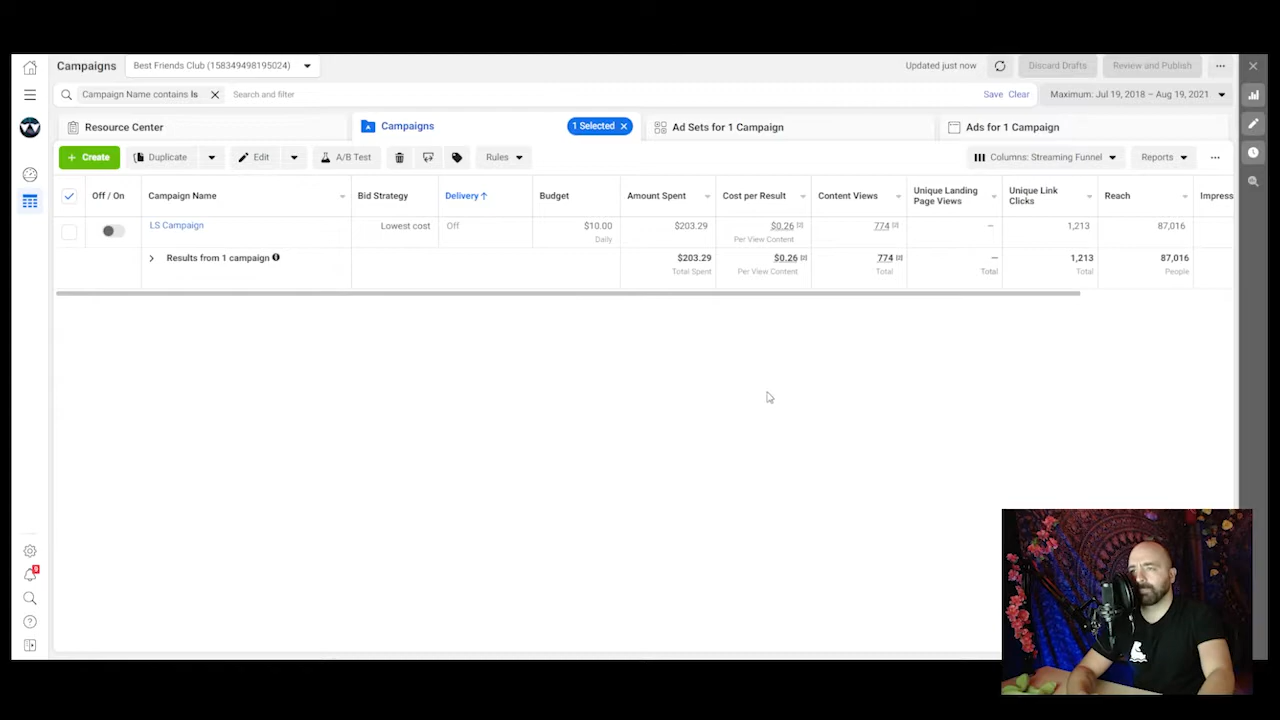 Campaigns
Best Friends Club (158349498195024)
Updated just now
Discard Drafts
Review and Publish
Campaign Name contains ls
Search and filter
Save Clear
Maximum: Jul 19, 2018 – Aug 19, 2021
Resource Center
Campaigns
1 Selected
Ad Sets for 1 Campaign
Ads for 1 Campaign
+ Create
Duplicate
Edit
A/B Test
Rules
Columns: Streaming Funnel
Reports
Off / On
Campaign Name
Bid Strategy
Delivery ↑
Budget
Amount Spent
Cost per Result
Content Views
Unique Landing
Page Views
Unique Link
Clicks
Reach
Impress
LS Campaign
Lowest cost
Off
$10.00
Daily
$203.29
$0.26 [2]
Per View Content
774 [2]
—
1,213
87,016
Results from 1 campaign
$203.29
Total Spent
$0.26 [2]
Per View Content
774 [2]
Total
—
Total
1,213
Total
87,016
People